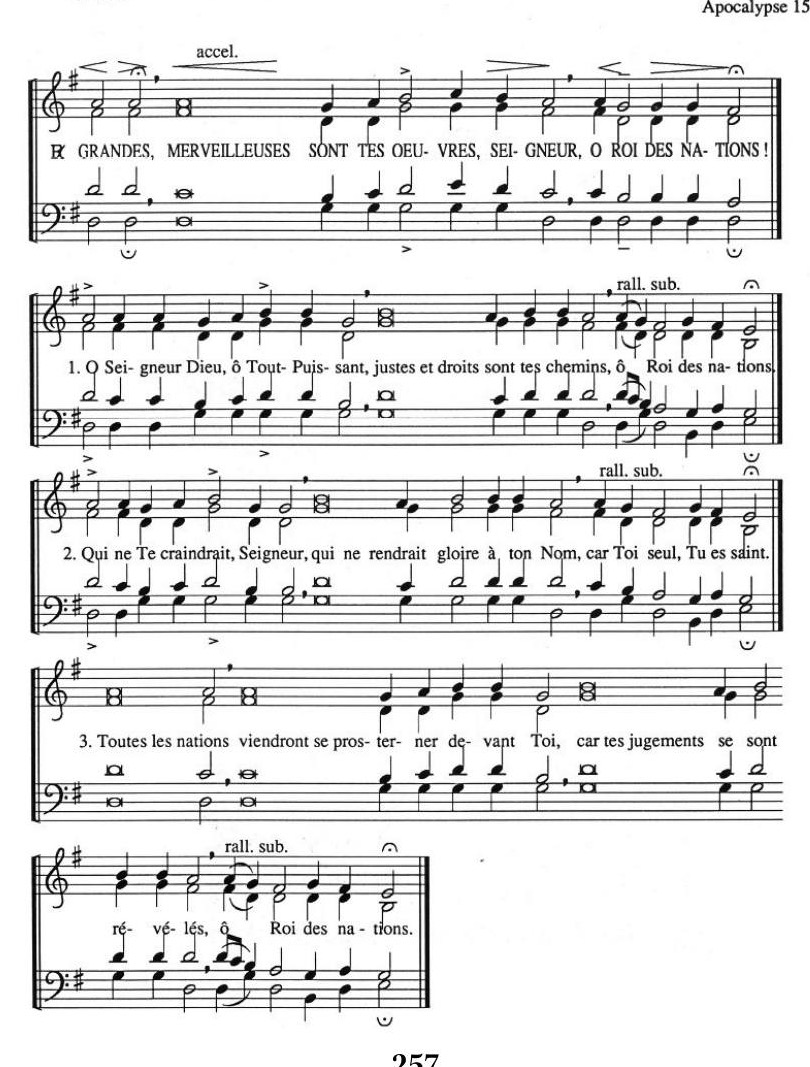 Apocalypse 15
accel.
℟ GRANDES, MERVEILLEUSES SONT TES OEU- VRES, SEI- GNEUR, O ROI DES NA- TIONS !
rall. sub.
1. O Sei- gneur Dieu, ô Tout- Puis- sant, justes et droits sont tes chemins, ô Roi des na- tions.
rall. sub.
2. Qui ne Te craindrait, Seigneur, qui ne rendrait gloire à ton Nom, car Toi seul, Tu es saint.
3. Toutes les nations viendront se pros- ter- ner de- vant Toi, car tes jugements se sont
rall. sub.
ré- vé- lés, ô Roi des na - tions.
257